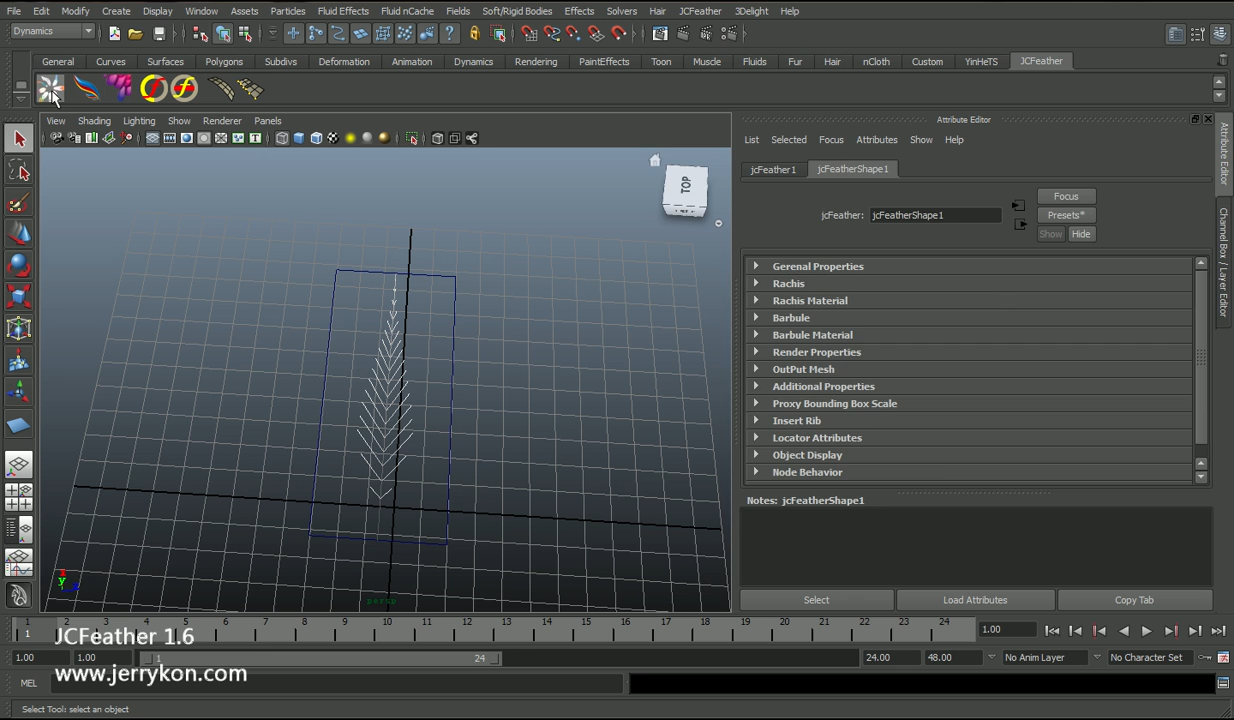 File Edit Modify Create Display Window Assets Particles Fluid Effects Fluid nCache Fields Soft/Rigid Bodies Effects Solvers Hair JCFeather 3Delight Help
Dynamics
General Curves Surfaces Polygons Subdivs Deformation Animation Dynamics Rendering PaintEffects Toon Muscle Fluids Fur Hair nCloth Custom YinHeTS JCFeather
View Shading Lighting Show Renderer Panels
Attribute Editor
List Selected Focus Attributes Show Help
jcFeather1 jcFeatherShape1
TOP
Focus
jcFeather: jcFeatherShape1
Presets*
Show Hide
Gerenal Properties
Rachis
Rachis Material
Barbule
Barbule Material
Render Properties
OutPut Mesh
Additional Properties
Proxy Bounding Box Scale
Insert Rib
Locator Attributes
Object Display
Node Behavior
Notes: jcFeatherShape1
Select Load Attributes Copy Tab
Attribute Editor
Channel Box / Layer Editor
persp
y
1 2 3 4 5 6 7 8 9 10 11 12 13 14 15 16 17 18 19 20 21 22 23 24
1
1.00
JCFeather 1.6
1.00 1.00 1 24 24.00 48.00 No Anim Layer No Character Set
www.jerrykon.com
MEL
Select Tool: select an object